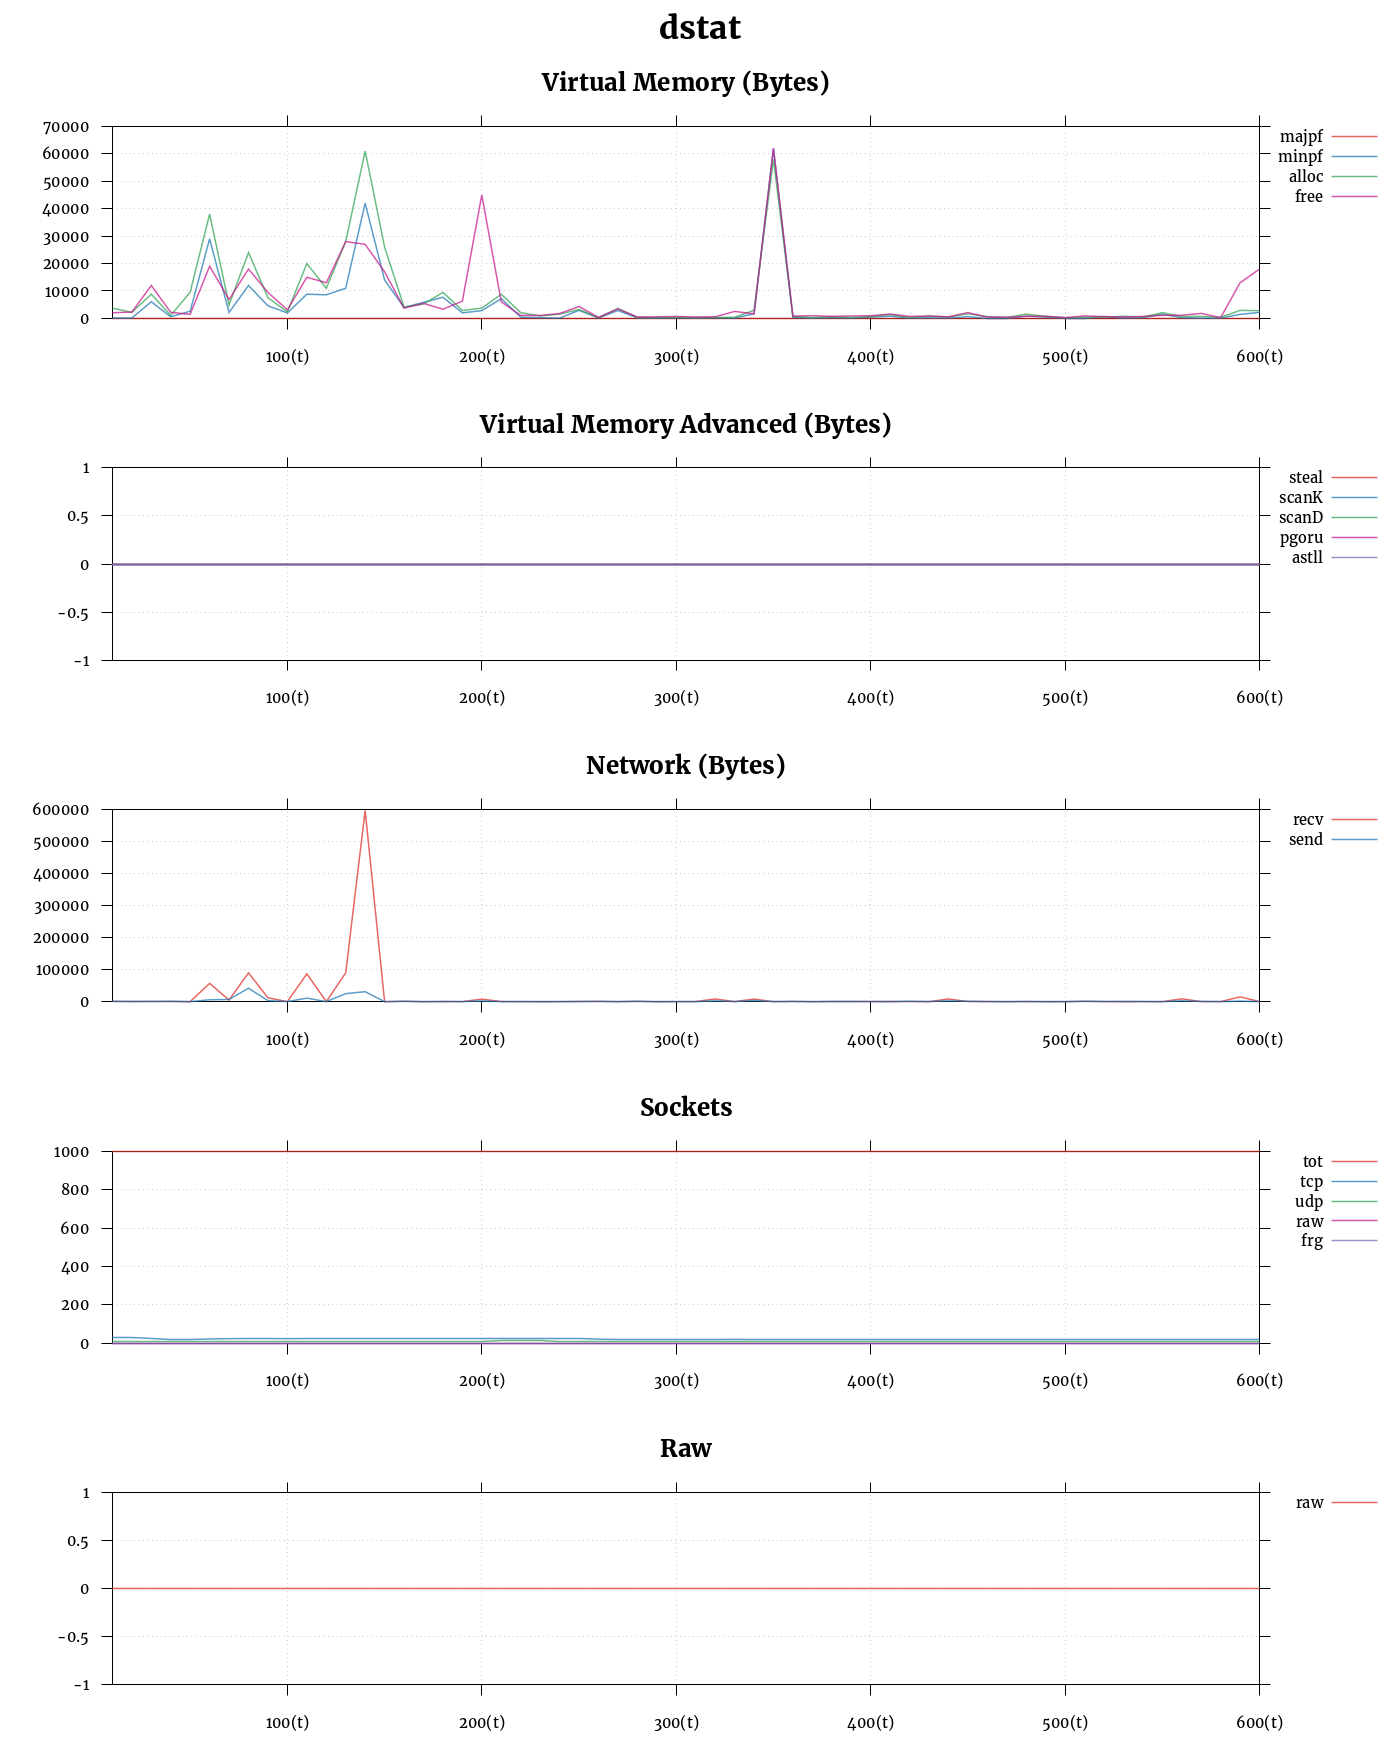 dstat
Virtual Memory (Bytes)
70000
60000
50000
40000
30000
20000
10000
0
100(t) 200(t) 300(t) 400(t) 500(t) 600(t)
majpf
minpf
alloc
free
Virtual Memory Advanced (Bytes)
1
0.5
0
-0.5
-1
100(t) 200(t) 300(t) 400(t) 500(t) 600(t)
steal
scanK
scanD
pgoru
astll
Network (Bytes)
600000
500000
400000
300000
200000
100000
0
100(t) 200(t) 300(t) 400(t) 500(t) 600(t)
recv
send
Sockets
1000
800
600
400
200
0
100(t) 200(t) 300(t) 400(t) 500(t) 600(t)
tot
tcp
udp
raw
frg
Raw
1
0.5
0
-0.5
-1
100(t) 200(t) 300(t) 400(t) 500(t) 600(t)
raw